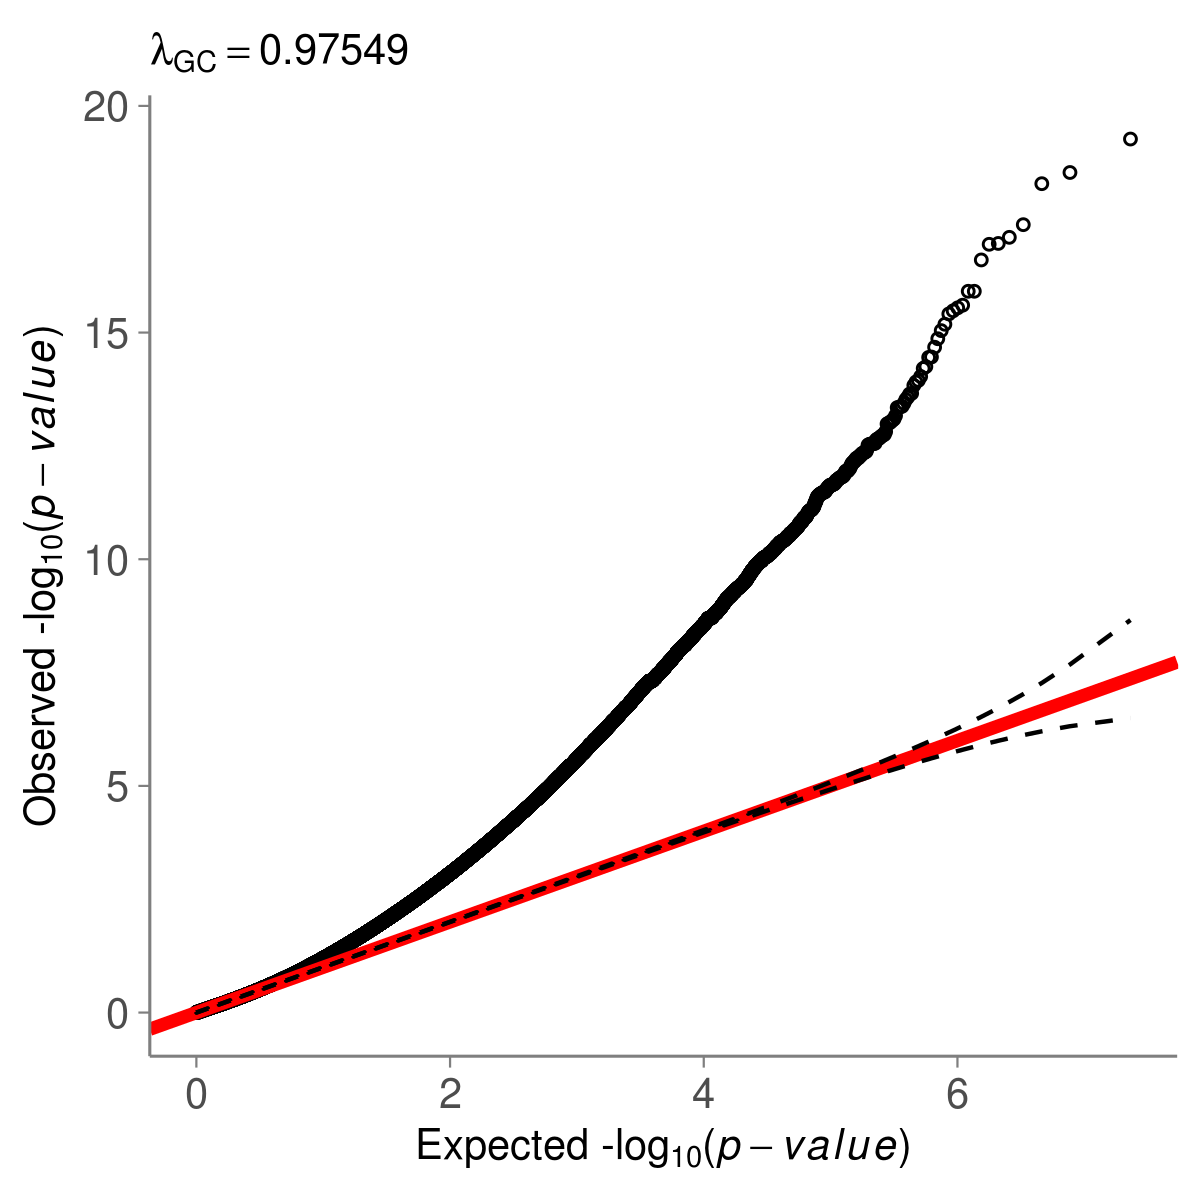 λGC = 0.97549
20
15
10
5
0
Observed -log10(p − value)
0 2 4 6
Expected -log10(p − value)